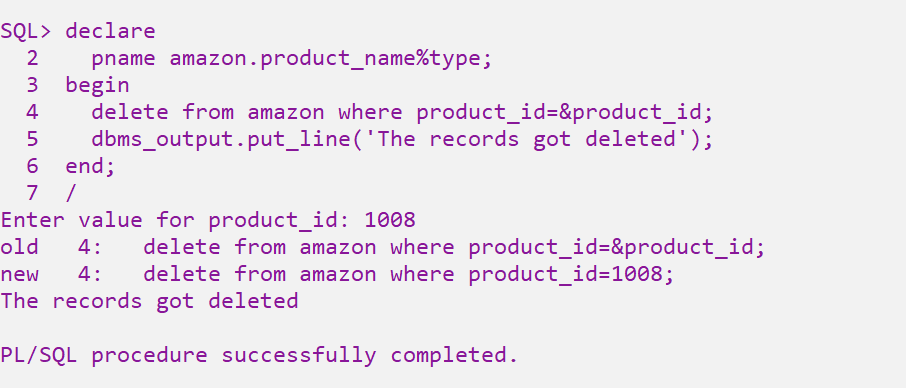 SQL> declare
  2    pname amazon.product_name%type;
  3  begin
  4    delete from amazon where product_id=&product_id;
  5    dbms_output.put_line('The records got deleted');
  6  end;
  7  /
Enter value for product_id: 1008
old   4:   delete from amazon where product_id=&product_id;
new   4:   delete from amazon where product_id=1008;
The records got deleted
PL/SQL procedure successfully completed.